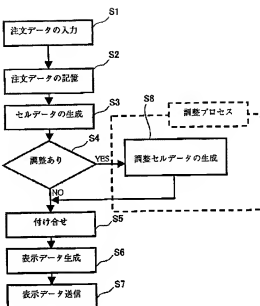 S1
注文データの入力
S2
注文データの記憶
S3
セルデータの生成
S4
調整あり
YES
NO
S8
調整プロセス
調整セルデータの生成
S5
付け合せ
S6
表示データ生成
S7
表示データ送信